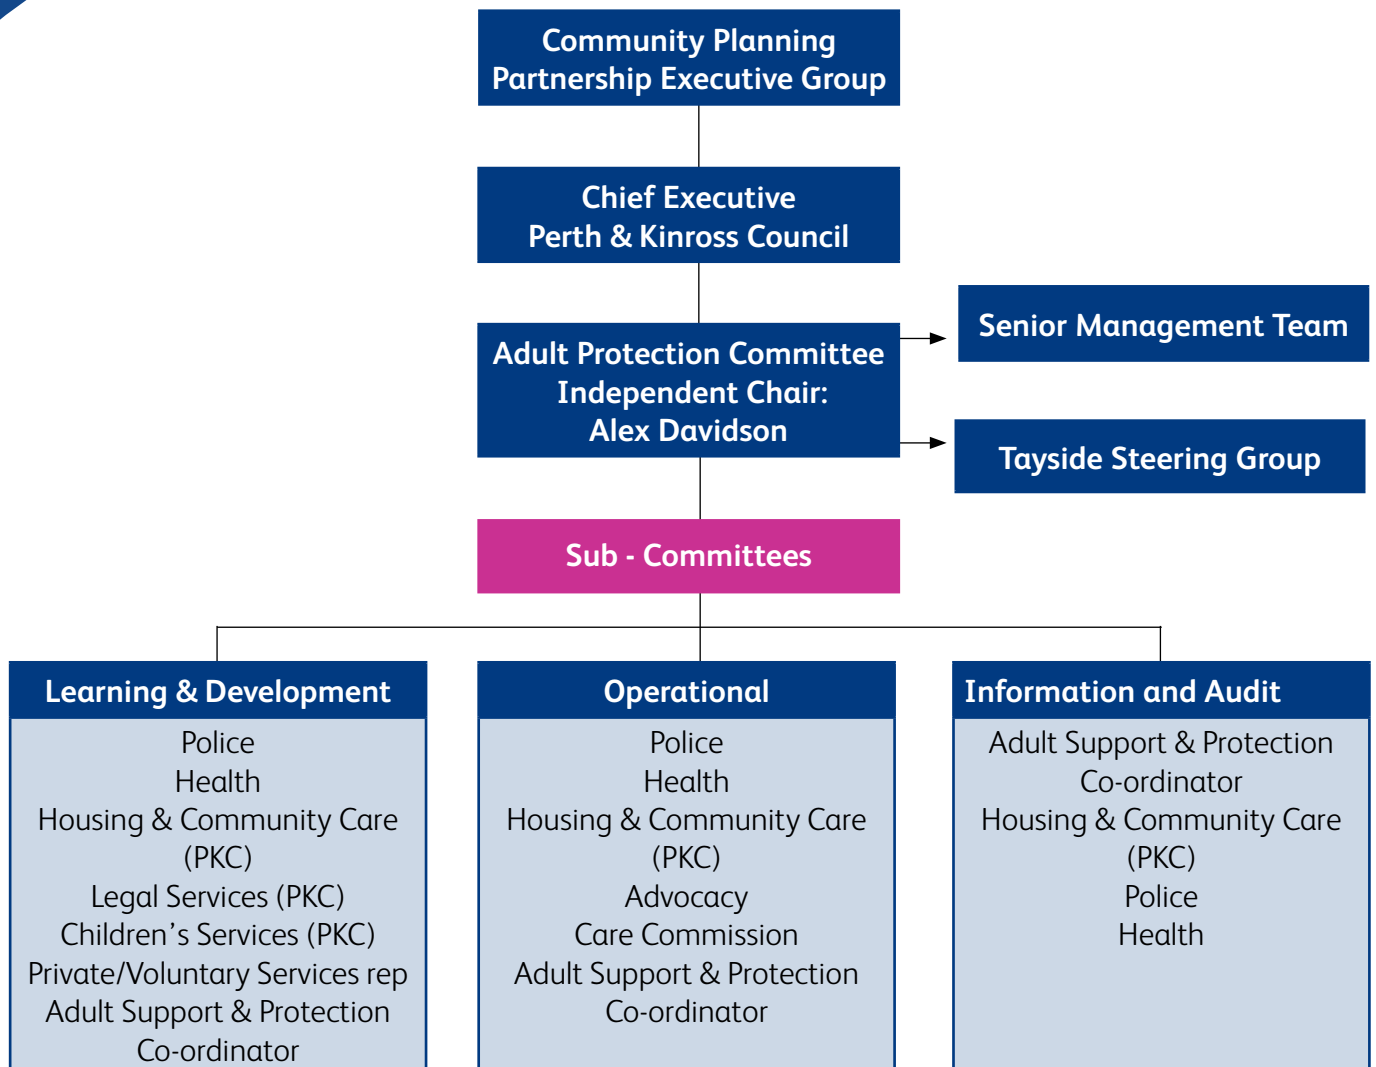 Community Planning
Partnership Executive Group
Chief Executive
Perth & Kinross Council
Adult Protection Committee
Independent Chair:
Alex Davidson
Senior Management Team
Tayside Steering Group
Sub - Committees
Learning & Development
Police
Health
Housing & Community Care
(PKC)
Legal Services (PKC)
Children’s Services (PKC)
Private/Voluntary Services rep
Adult Support & Protection
Co-ordinator
Operational
Police
Health
Housing & Community Care
(PKC)
Advocacy
Care Commission
Adult Support & Protection
Co-ordinator
Information and Audit
Adult Support & Protection
Co-ordinator
Housing & Community Care
(PKC)
Police
Health